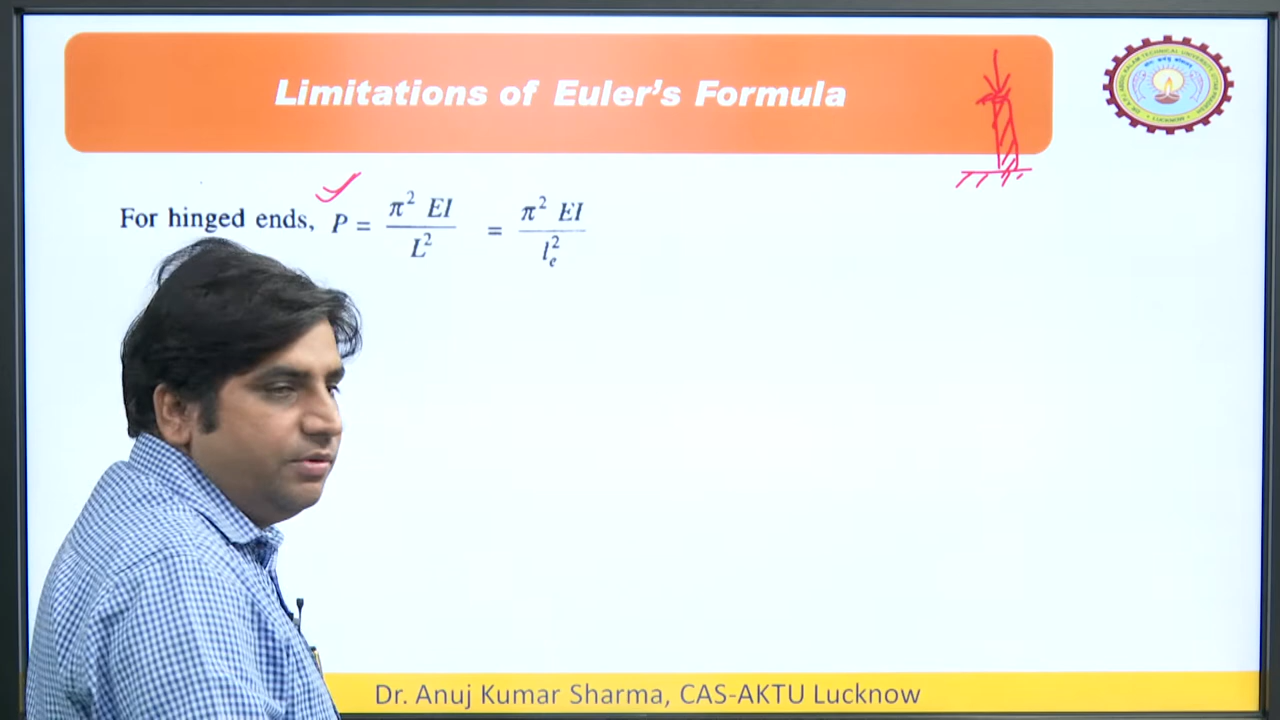 Limitations of Euler's Formula
For hinged ends, P = π² EI / L² = π² EI / lₑ²
LUCKNOW
Dr. Anuj Kumar Sharma, CAS-AKTU Lucknow